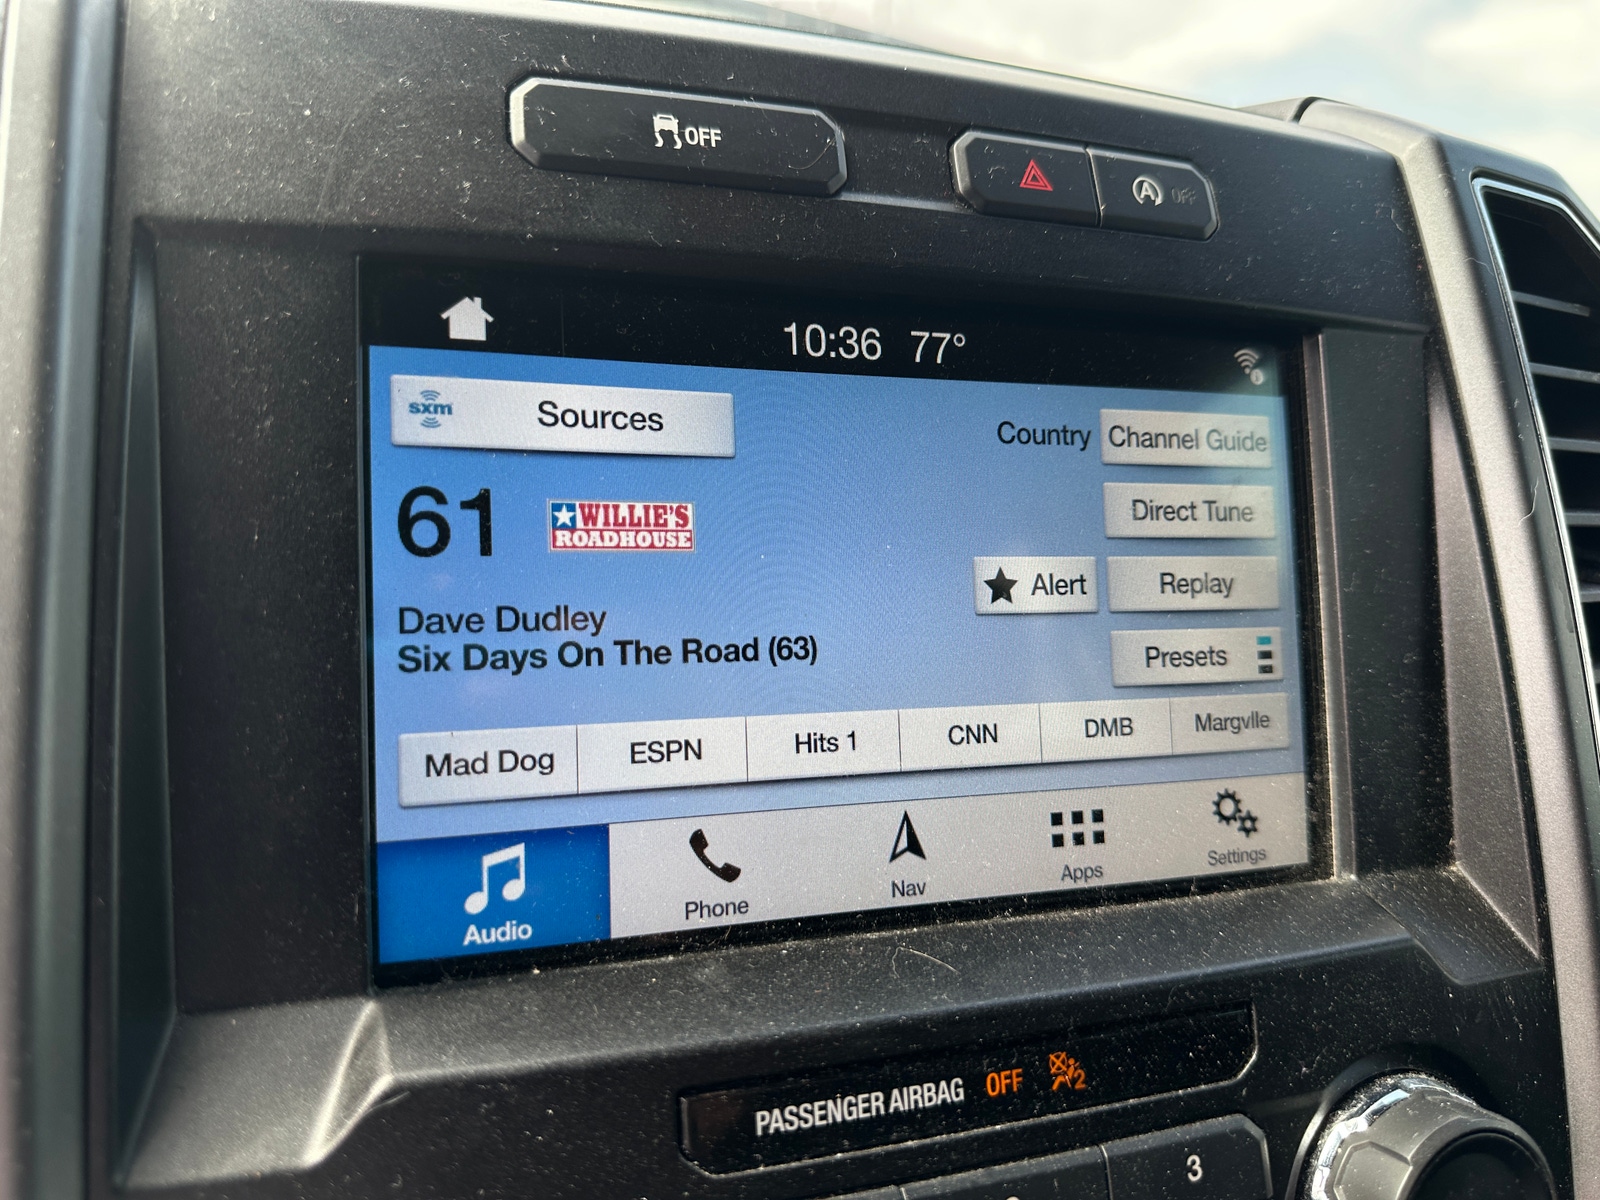 OFF
OFF
10:36 77°
sxm Sources
Country Channel Guide
61 WILLIE'S
ROADHOUSE
Direct Tune
Alert Replay
Dave Dudley
Six Days On The Road (63)
Presets
Mad Dog ESPN Hits 1 CNN DMB Margvlle
Audio Phone Nav Apps Settings
PASSENGER AIRBAG OFF 2
3